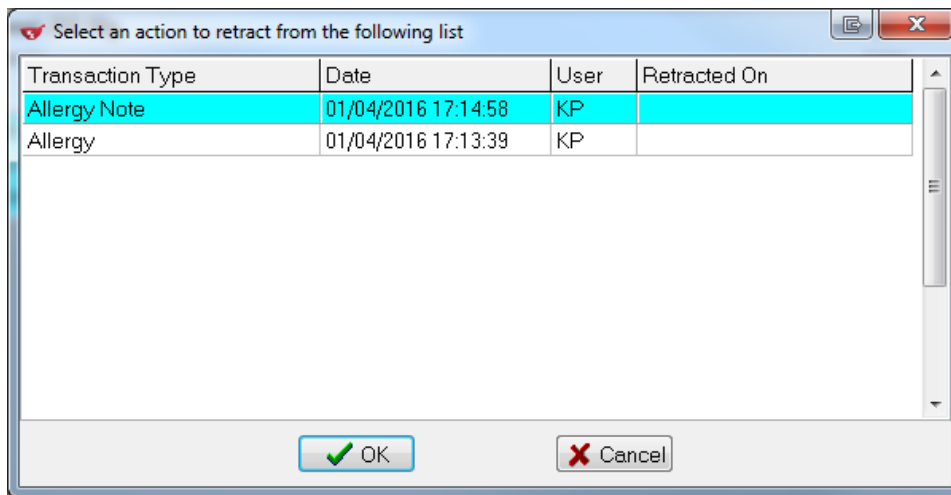 Select an action to retract from the following list
Transaction Type Date User Retracted On
Allergy Note 01/04/2016 17:14:58 KP
Allergy 01/04/2016 17:13:39 KP
OK Cancel